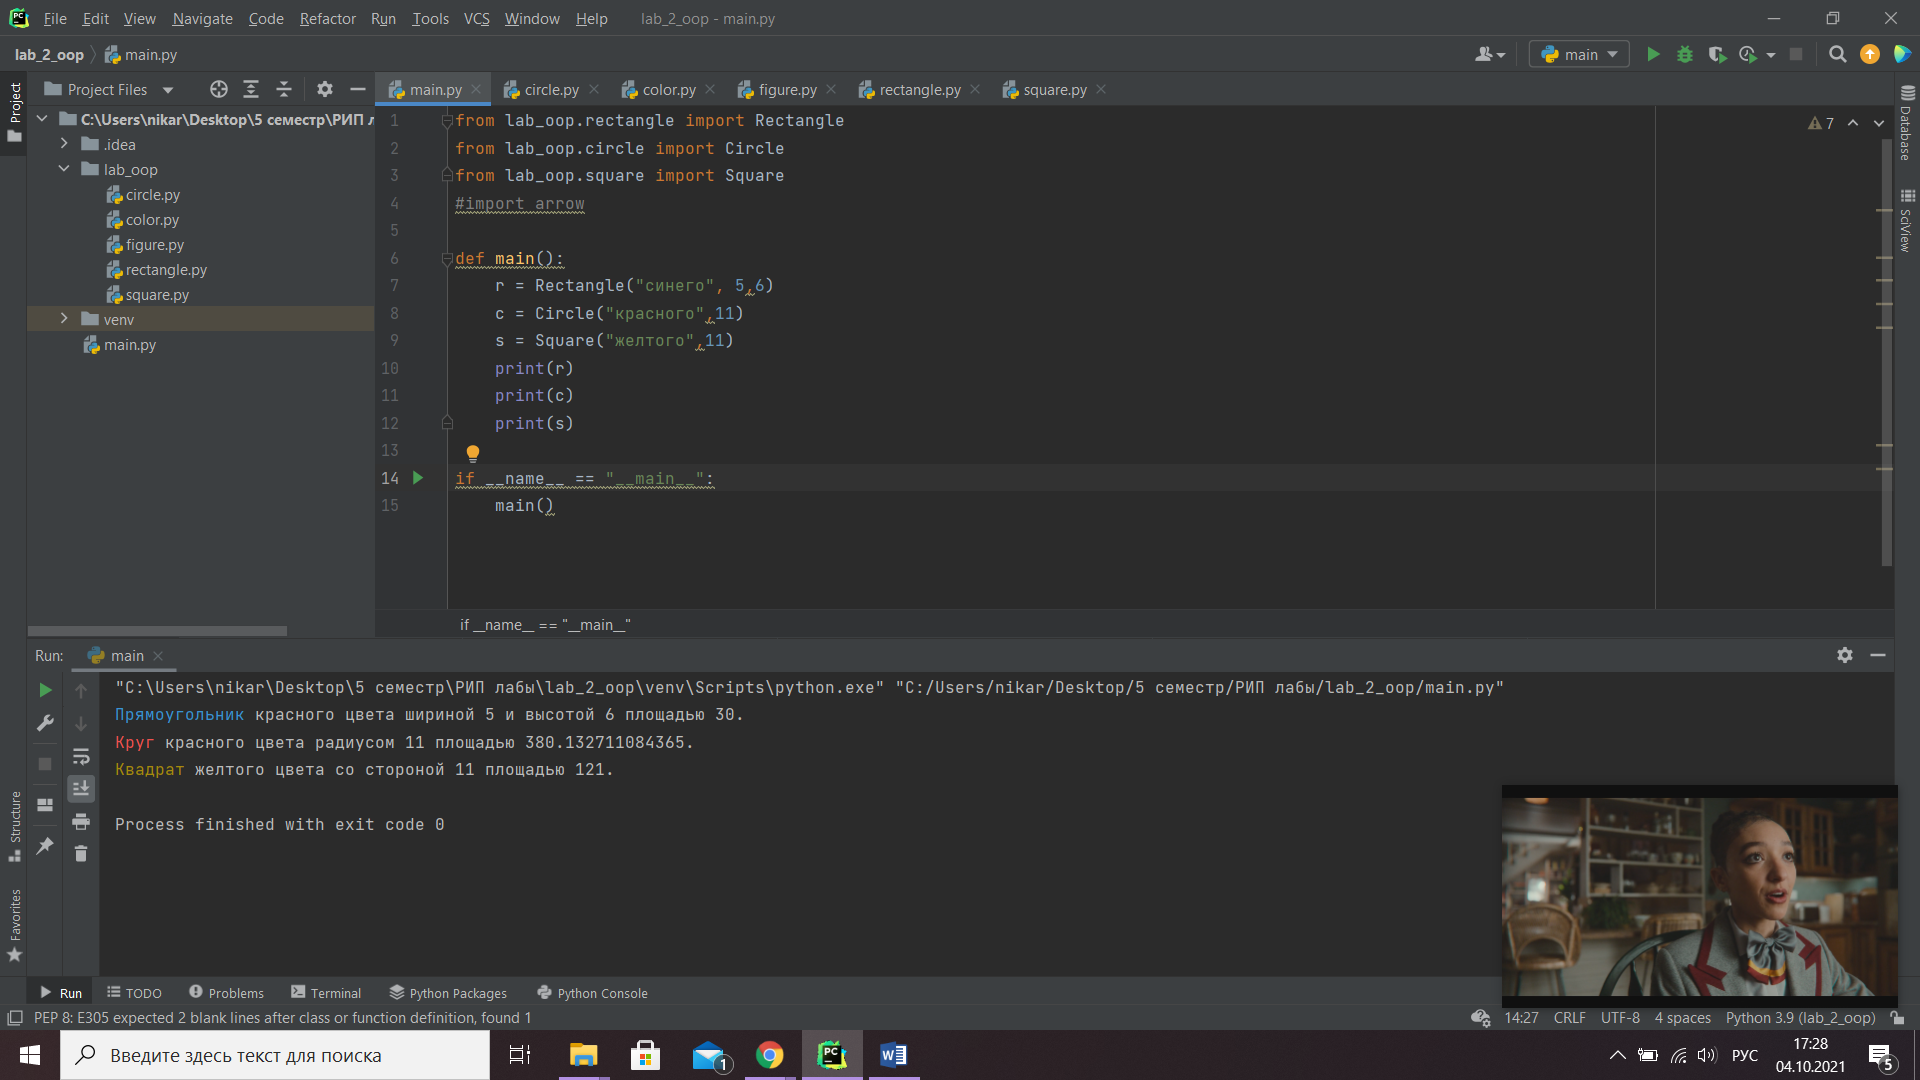 File Edit View Navigate Code Refactor Run Tools VCS Window Help lab_2_oop - main.py
lab_2_oop main.py
main
Project Files
main.py circle.py color.py figure.py rectangle.py square.py
Project
C:\Users\nikar\Desktop\5 семестр\РИП л
.idea
lab_oop
circle.py
color.py
figure.py
rectangle.py
square.py
venv
main.py
1 from lab_oop.rectangle import Rectangle
2 from lab_oop.circle import Circle
3 from lab_oop.square import Square
4 #import arrow
5
6 def main():
7 r = Rectangle("синего", 5,6)
8 c = Circle("красного",11)
9 s = Square("желтого",11)
10 print(r)
11 print(c)
12 print(s)
13
14 if __name__ == "__main__":
15 main()
7
Database
SciView
if __name__ == "__main__"
Run: main
"C:\Users\nikar\Desktop\5 семестр\РИП лабы\lab_2_oop\venv\Scripts\python.exe" "C:/Users/nikar/Desktop/5 семестр/РИП лабы/lab_2_oop/main.py"
Прямоугольник красного цвета шириной 5 и высотой 6 площадью 30.
Круг красного цвета радиусом 11 площадью 380.132711084365.
Квадрат желтого цвета со стороной 11 площадью 121.
Process finished with exit code 0
Structure
Favorites
Run TODO Problems Terminal Python Packages Python Console
PEP 8: E305 expected 2 blank lines after class or function definition, found 1
14:27 CRLF UTF-8 4 spaces Python 3.9 (lab_2_oop)
Введите здесь текст для поиска
PC
1
W
РУС
17:28
04.10.2021
5